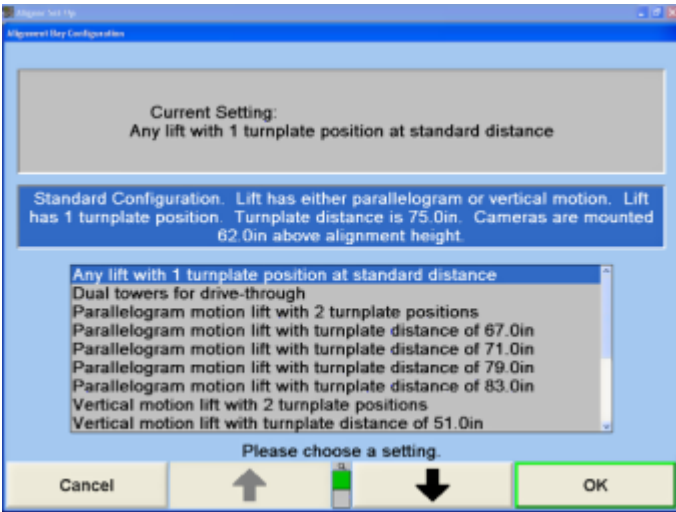 Aligner Set Up
Alignment Bay Configuration
Current Setting:
Any lift with 1 turnplate position at standard distance
Standard Configuration. Lift has either parallelogram or vertical motion. Lift
has 1 turnplate position. Turnplate distance is 75.0in. Cameras are mounted
62.0in above alignment height.
Any lift with 1 turnplate position at standard distance
Dual towers for drive-through
Parallelogram motion lift with 2 turnplate positions
Parallelogram motion lift with turnplate distance of 67.0in
Parallelogram motion lift with turnplate distance of 71.0in
Parallelogram motion lift with turnplate distance of 79.0in
Parallelogram motion lift with turnplate distance of 83.0in
Vertical motion lift with 2 turnplate positions
Vertical motion lift with turnplate distance of 51.0in
Please choose a setting.
Cancel
OK